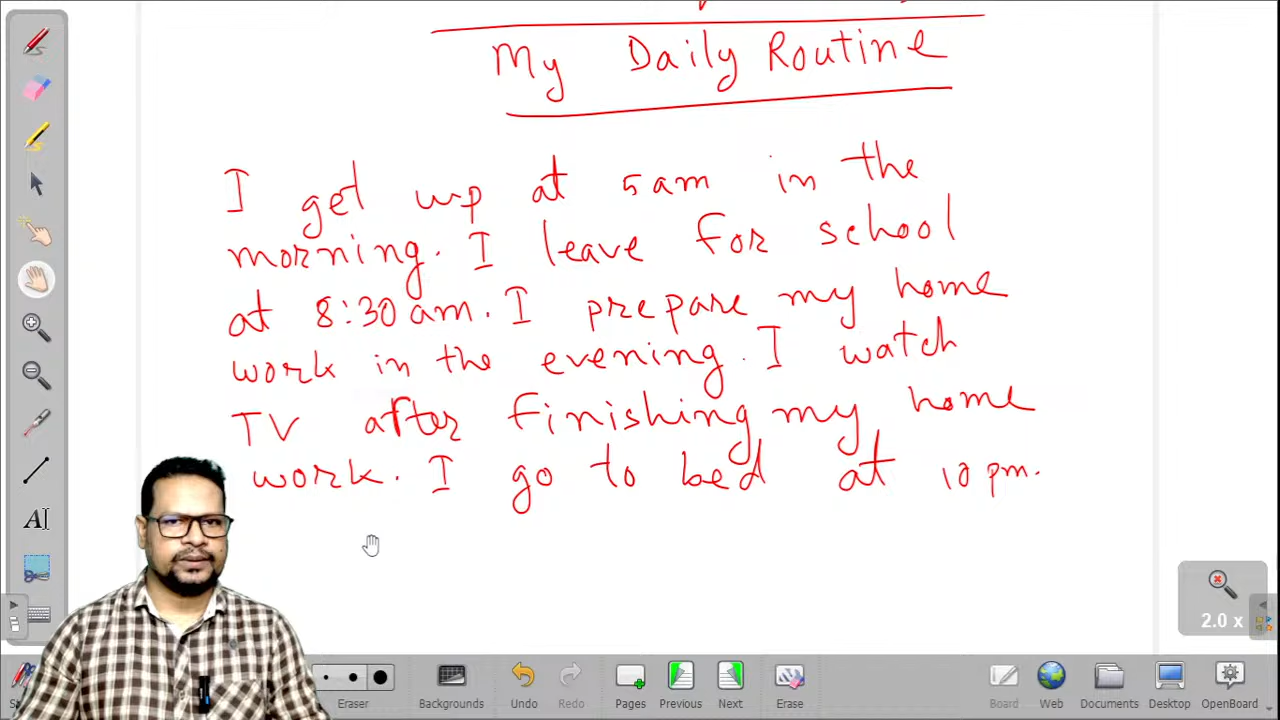 My Daily Routine
I get up at 5am in the
morning. I leave for school
at 8:30 am. I prepare my home
work in the evening. I watch
TV after finishing my home
work. I go to bed at 10 pm.
2.0 x
Eraser
Backgrounds
Undo
Redo
Pages
Previous
Next
Erase
Board
Web
Documents
Desktop
OpenBoard